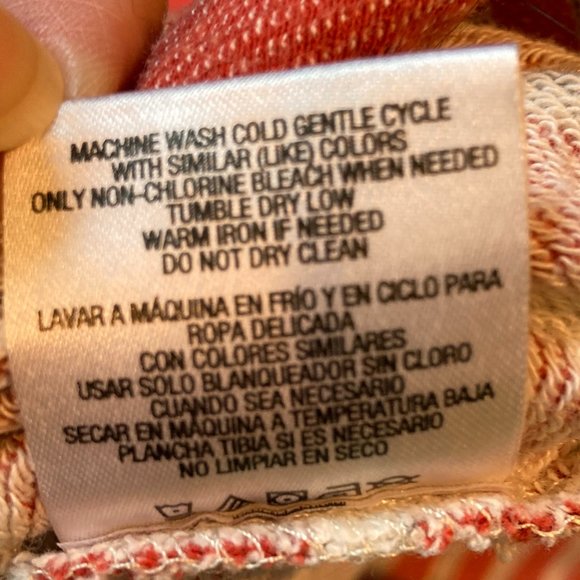 MACHINE WASH COLD GENTLE CYCLE
WITH SIMILAR (LIKE) COLORS
ONLY NON-CHLORINE BLEACH WHEN NEEDED
TUMBLE DRY LOW
WARM IRON IF NEEDED
DO NOT DRY CLEAN
LAVAR A MÁQUINA EN FRÍO Y EN CICLO PARA
ROPA DELICADA
CON COLORES SIMILARES
USAR SOLO BLANQUEADOR SIN CLORO
CUANDO SEA NECESARIO
SECAR EN MÁQUINA A TEMPERATURA BAJA
PLANCHA TIBIA SI ES NECESARIO
NO LIMPIAR EN SECO